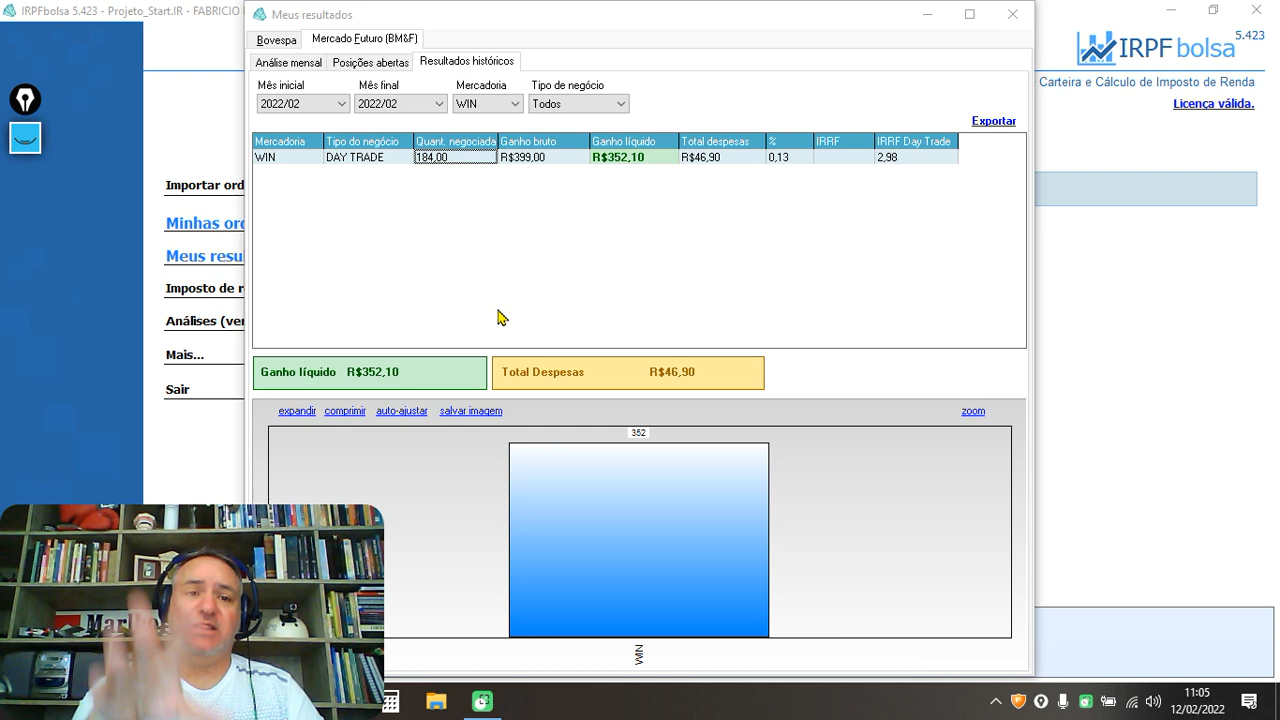 IRPFbolsa 5.423 - Projeto_Start.IR - FABRICIO
Meus resultados
5.423
IRPF bolsa
Carteira e Cálculo de Imposto de Renda
Licença válida.
Bovespa
Mercado Futuro (BM&F)
Análise mensal
Posições abertas
Resultados históricos
Mês inicial
Mês final
Mercadoria
Tipo de negócio
2022/02
2022/02
WIN
Todos
Exportar
Mercadoria Tipo do negócio Quant. negociada Ganho bruto Ganho líquido Total despesas % IRRF IRRF Day Trade
WIN DAY TRADE 184,00 R$399,00 R$352,10 R$46,90 0,13 2,98
Importar ord
Minhas ord
Meus resu
Imposto de r
Análises (ver
Mais...
Sair
Ganho líquido R$352,10
Total Despesas R$46,90
expandir comprimir auto-ajustar salvar imagem zoom
352
WIN
11:05
12/02/2022